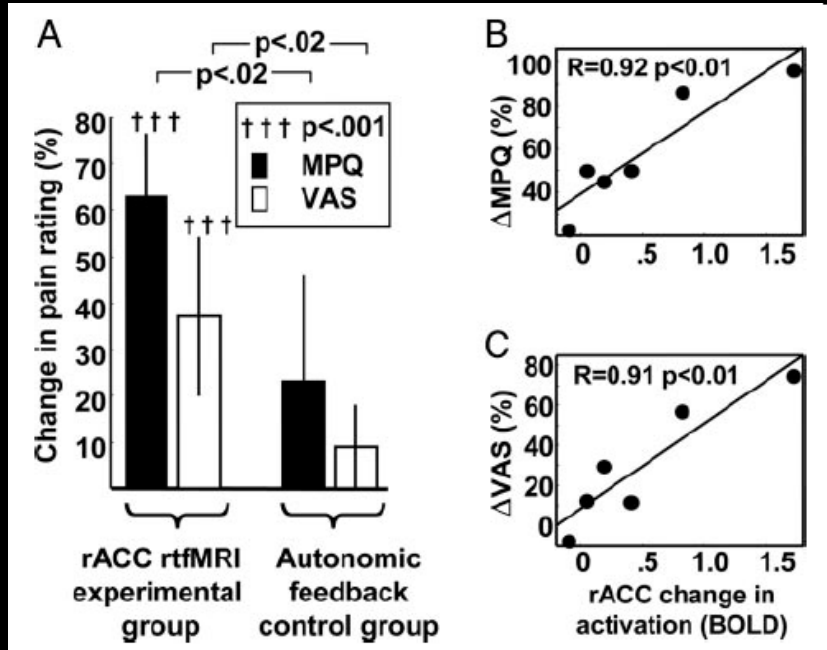 A
p<.02
p<.02
††† p<.001
MPQ
VAS
†††
†††
Change in pain rating (%)
80
70
60
50
40
30
20
10
rACC rtfMRI
experimental
group
Autonomic
feedback
control group
B
R=0.92 p<0.01
ΔMPQ (%)
100
80
60
40
0 .5 1.0 1.5
C
R=0.91 p<0.01
ΔVAS (%)
80
60
40
20
0
0 .5 1.0 1.5
rACC change in
activation (BOLD)